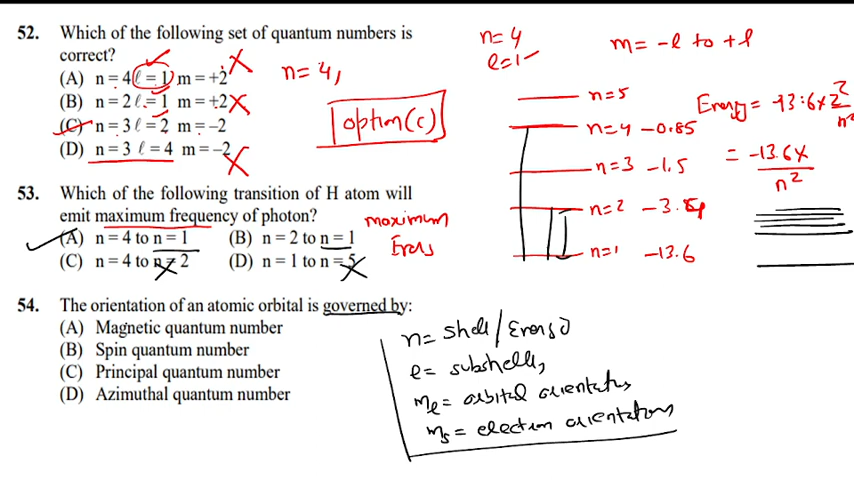 52. Which of the following set of quantum numbers is
correct?
(A) n = 4 ℓ = 1 m = +2
(B) n = 2 ℓ = 1 m = +2
(C) n = 3 ℓ = 2 m = −2
(D) n = 3 ℓ = 4 m = −2
n=4,
option(c)
53. Which of the following transition of H atom will
emit maximum frequency of photon?
(A) n = 4 to n = 1 (B) n = 2 to n = 1
(C) n = 4 to n = 2 (D) n = 1 to n = 5
maximum
54. The orientation of an atomic orbital is governed by:
(A) Magnetic quantum number
(B) Spin quantum number
(C) Principal quantum number
(D) Azimuthal quantum number
n=4
ℓ=1
m = -ℓ to +ℓ
n=5
n=4 -0.85
n=3 -1.5
n=2 -3.4
n=1 -13.6
Energy = -13.6 x Z²
n²
= -13.6 x
n²
n = shell / Energy
ℓ = subshells,
mℓ = orbital orientation
ms = electron orientation